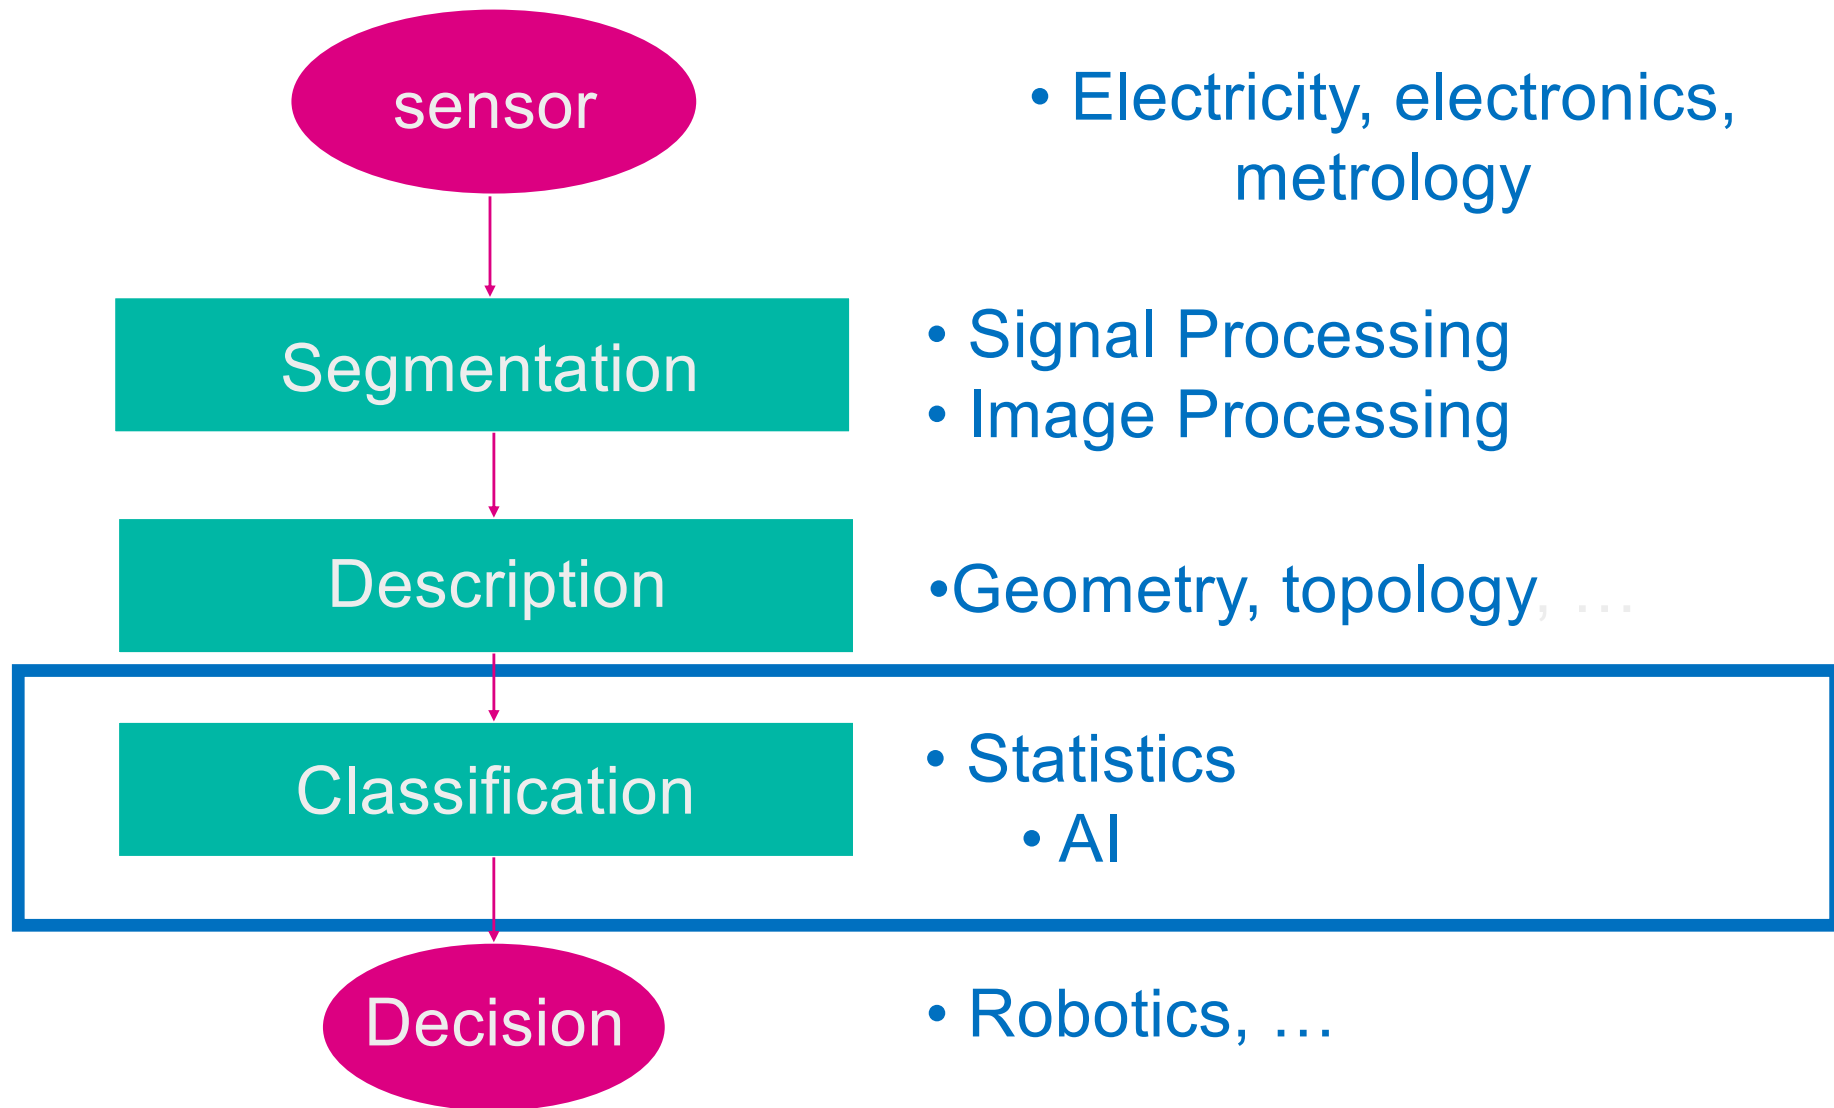 sensor
• Electricity, electronics,
metrology
Segmentation
• Signal Processing
• Image Processing
Description
•Geometry, topology, …
Classification
• Statistics
• AI
Decision
• Robotics, …